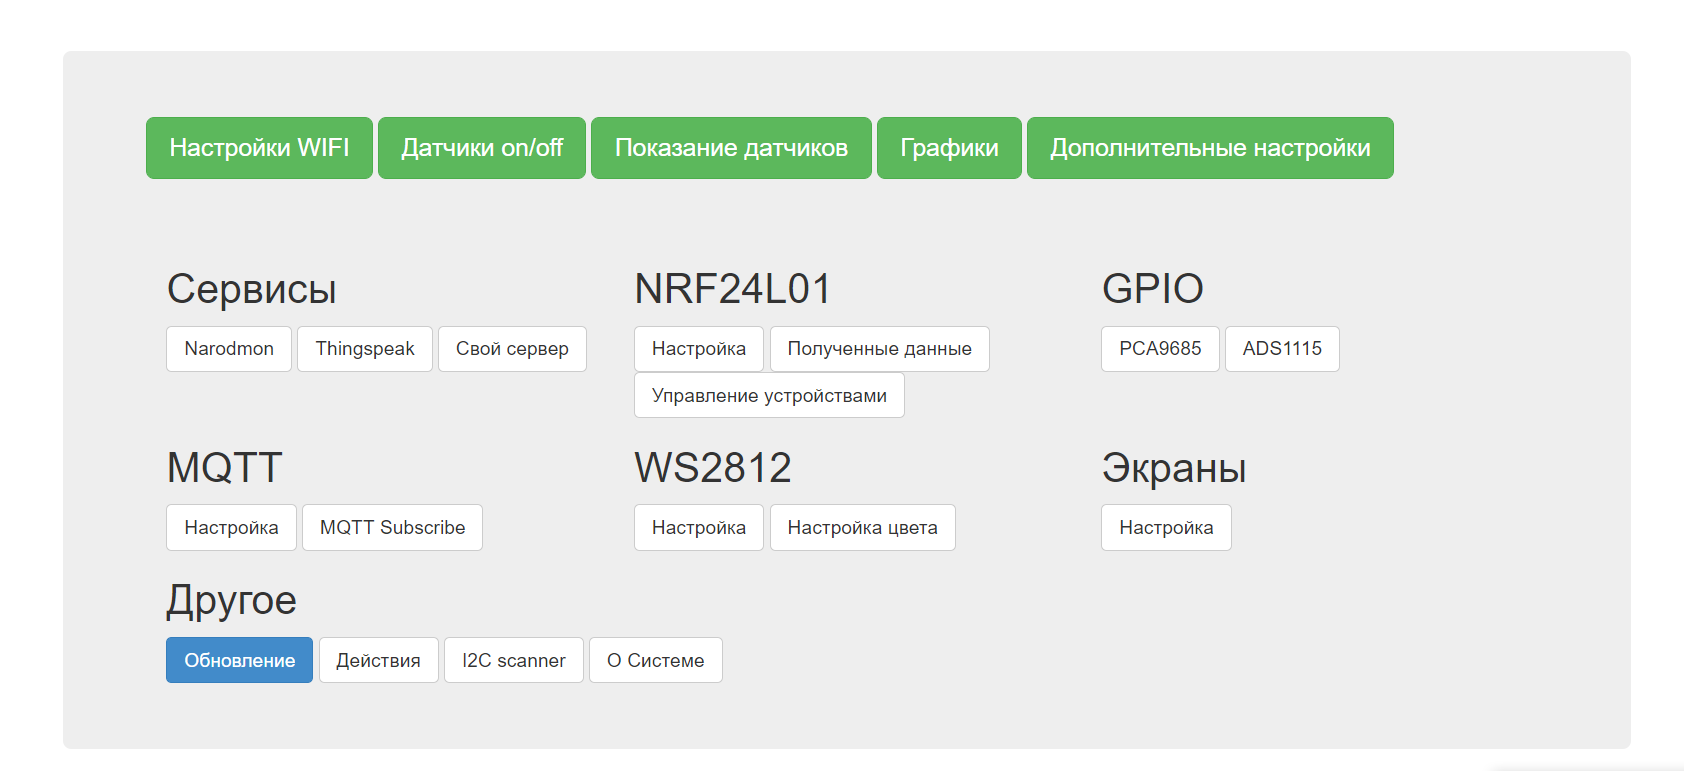 Настройки WIFI Датчики on/off Показание датчиков Графики Дополнительные настройки
Сервисы NRF24L01 GPIO
Narodmon Thingspeak Свой сервер Настройка Полученные данные PCA9685 ADS1115
Управление устройствами
MQTT WS2812 Экраны
Настройка MQTT Subscribe Настройка Настройка цвета Настройка
Другое
Обновление Действия I2C scanner О Системе